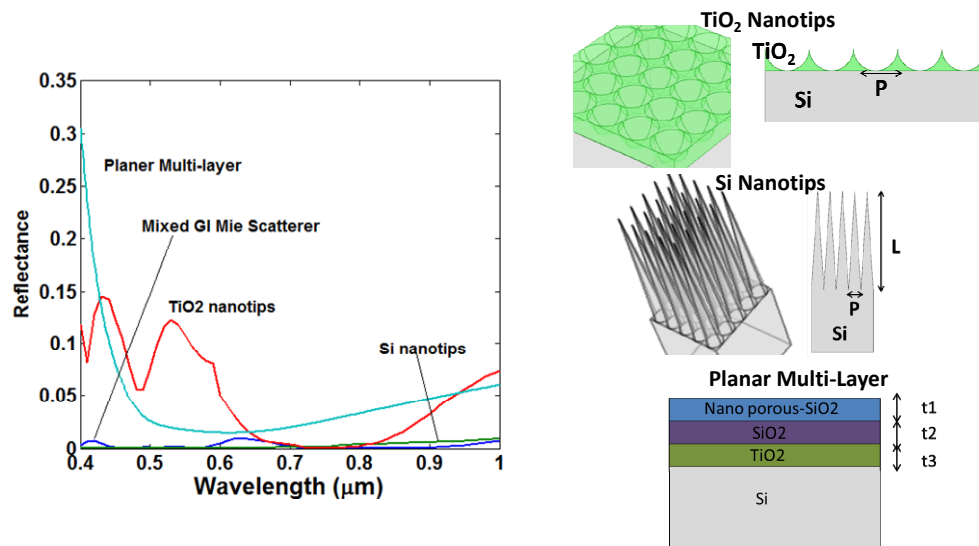 0.35
0.3
0.25
0.2
0.15
0.1
0.05
0
0.4
0.5
0.6
0.7
0.8
0.9
1
Reflectance
Wavelength (μm)
Planer Multi-layer
Mixed GI Mie Scatterer
TiO2 nanotips
Si nanotips
TiO₂ Nanotips
TiO₂
P
Si
Si Nanotips
L
P
Si
Planar Multi-Layer
Nano porous-SiO2
t1
SiO2
t2
TiO2
t3
Si